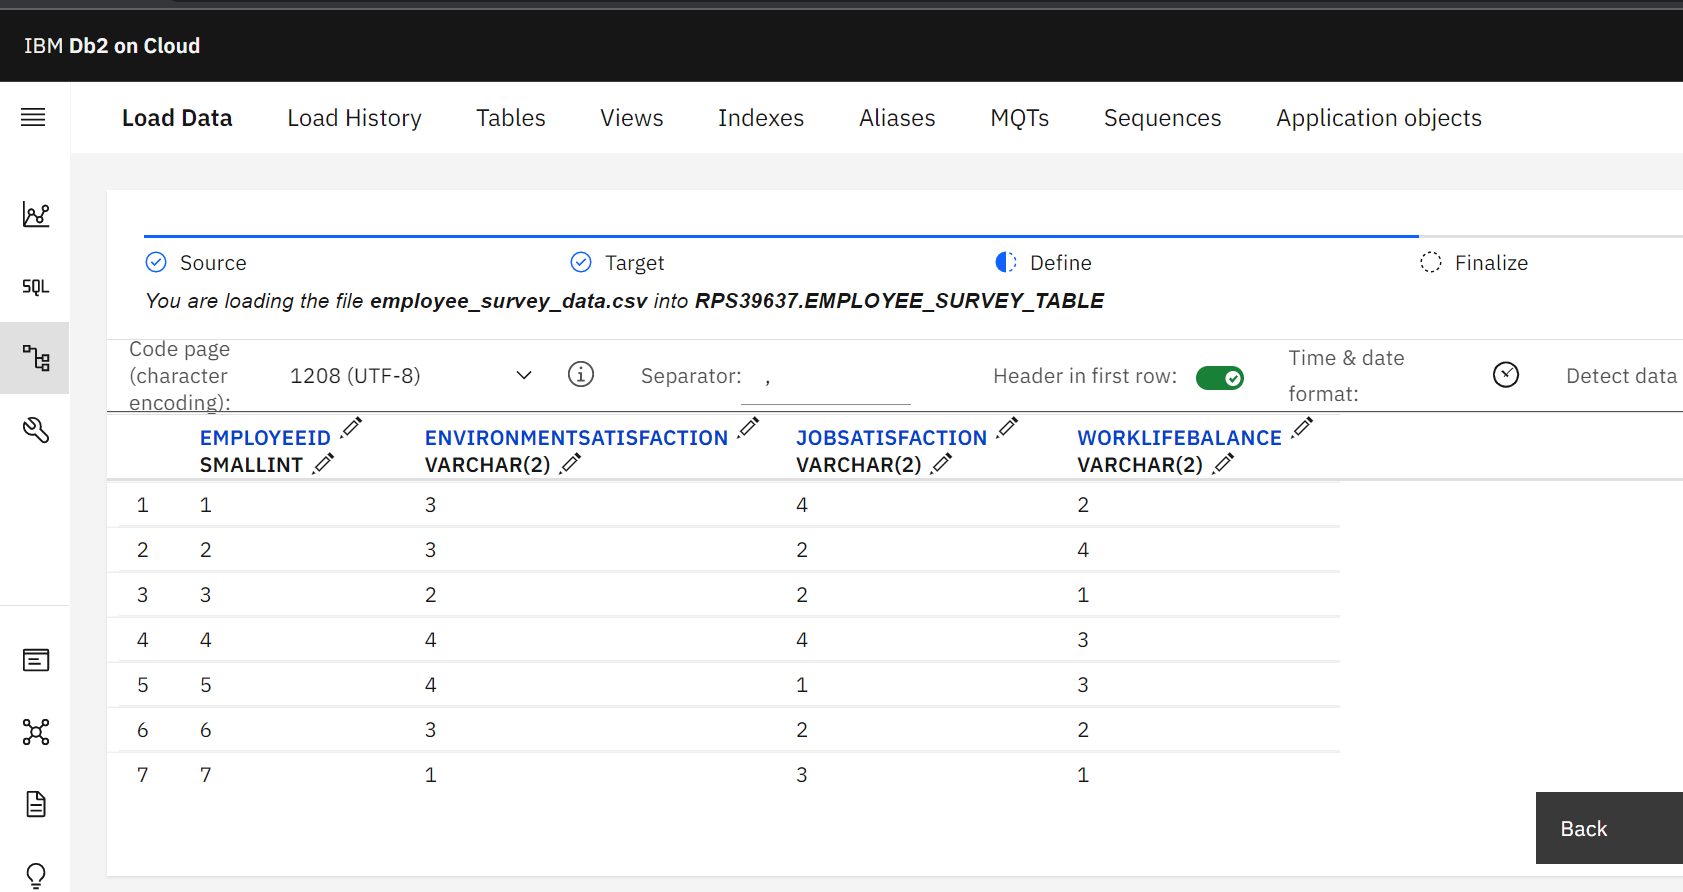 IBM Db2 on Cloud
Load Data Load History Tables Views Indexes Aliases MQTs Sequences Application objects
SQL
Source Target Define Finalize
You are loading the file employee_survey_data.csv into RPS39637.EMPLOYEE_SURVEY_TABLE
Code page (character encoding): 1208 (UTF-8) Separator: , Header in first row: Time & date format: Detect data
EMPLOYEEID ENVIRONMENTSATISFACTION JOBSATISFACTION WORKLIFEBALANCE
SMALLINT VARCHAR(2) VARCHAR(2) VARCHAR(2)
1 1 3 4 2
2 2 3 2 4
3 3 2 2 1
4 4 4 4 3
5 5 4 1 3
6 6 3 2 2
7 7 1 3 1
Back